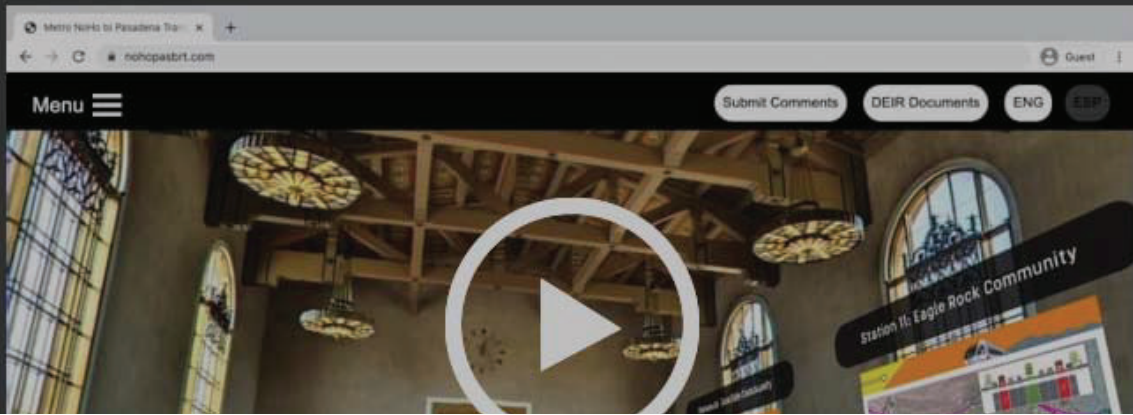 Metro NoHo to Pasadena Tran
nohopasbrt.com
Guest
Menu
Submit Comments
DEIR Documents
ENG
ESP
Station 11: Eagle Rock Community